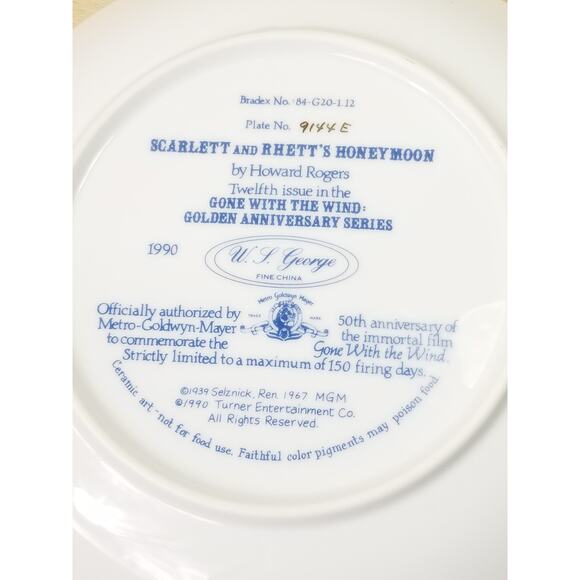 Bradex No. 84-G20-1.12
Plate No. 9144E
SCARLETT AND RHETT'S HONEYMOON
by Howard Rogers
Twelfth issue in the
GONE WITH THE WIND:
GOLDEN ANNIVERSARY SERIES
1990
W. S. George
FINE CHINA
Metro Goldwyn Mayer
TRADE MARK
Officially authorized by
Metro-Goldwyn-Mayer
to commemorate the
50th anniversary of
the immortal film
Gone With the Wind.
Strictly limited to a maximum of 150 firing days.
©1939 Selznick, Ren. 1967 MGM
©1990 Turner Entertainment Co.
All Rights Reserved.
Ceramic art - not for food use. Faithful color pigments may poison food.